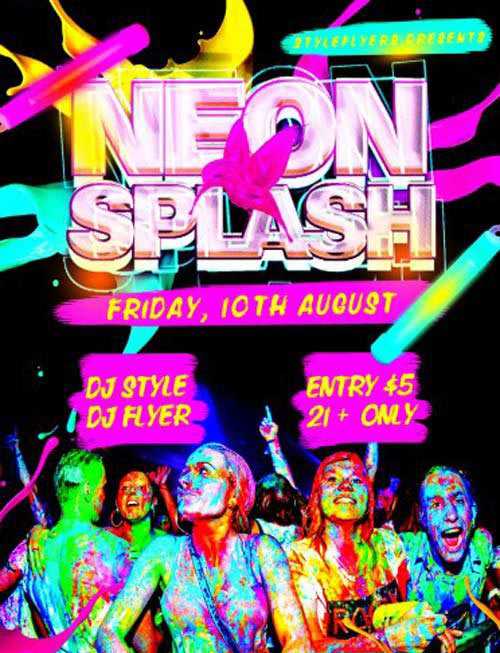 STYLEFLYERS PRESENTS
NEON
SPLASH
FRIDAY, 10TH AUGUST
DJ STYLE
DJ FLYER
ENTRY $5
21+ ONLY